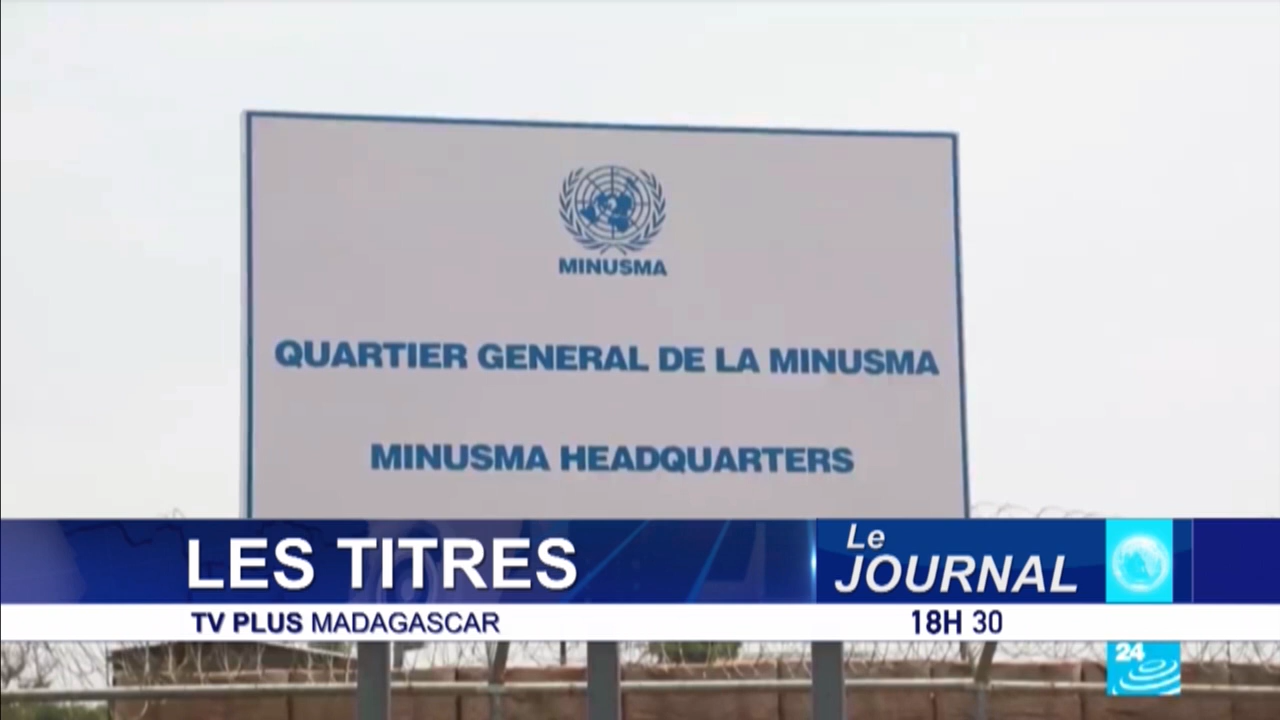 MINUSMA
QUARTIER GENERAL DE LA MINUSMA
MINUSMA HEADQUARTERS
LES TITRES
Le
JOURNAL
TV PLUS MADAGASCAR
18H 30
24